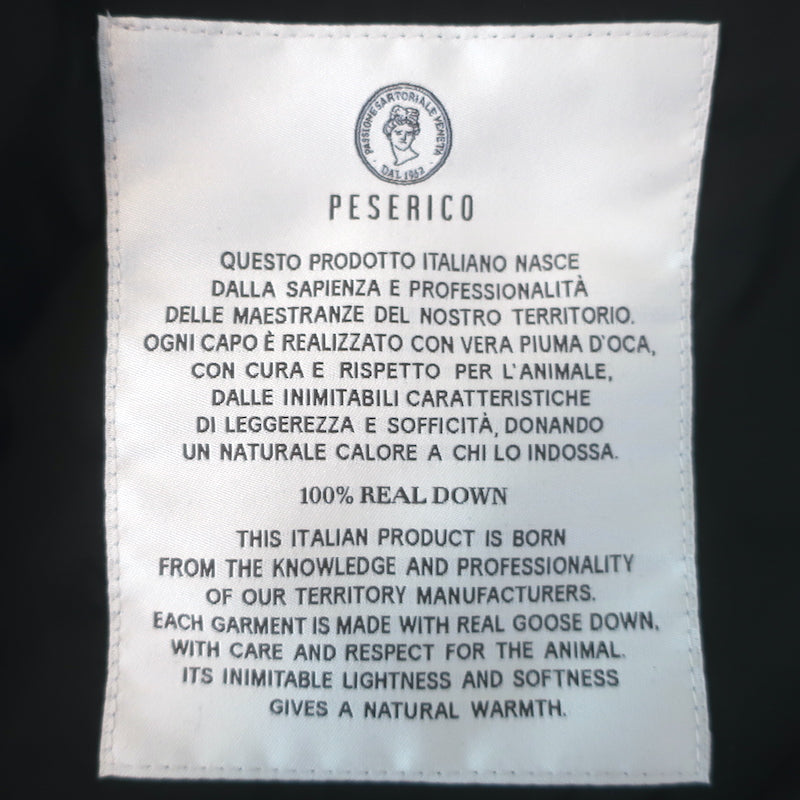 PASSIONE SARTORIALE VENETA
DAL 1962
PESERICO
QUESTO PRODOTTO ITALIANO NASCE
DALLA SAPIENZA E PROFESSIONALITÀ
DELLE MAESTRANZE DEL NOSTRO TERRITORIO.
OGNI CAPO È REALIZZATO CON VERA PIUMA D'OCA,
CON CURA E RISPETTO PER L'ANIMALE,
DALLE INIMITABILI CARATTERISTICHE
DI LEGGEREZZA E SOFFICITÀ, DONANDO
UN NATURALE CALORE A CHI LO INDOSSA.
100% REAL DOWN
THIS ITALIAN PRODUCT IS BORN
FROM THE KNOWLEDGE AND PROFESSIONALITY
OF OUR TERRITORY MANUFACTURERS.
EACH GARMENT IS MADE WITH REAL GOOSE DOWN,
WITH CARE AND RESPECT FOR THE ANIMAL.
ITS INIMITABLE LIGHTNESS AND SOFTNESS
GIVES A NATURAL WARMTH.